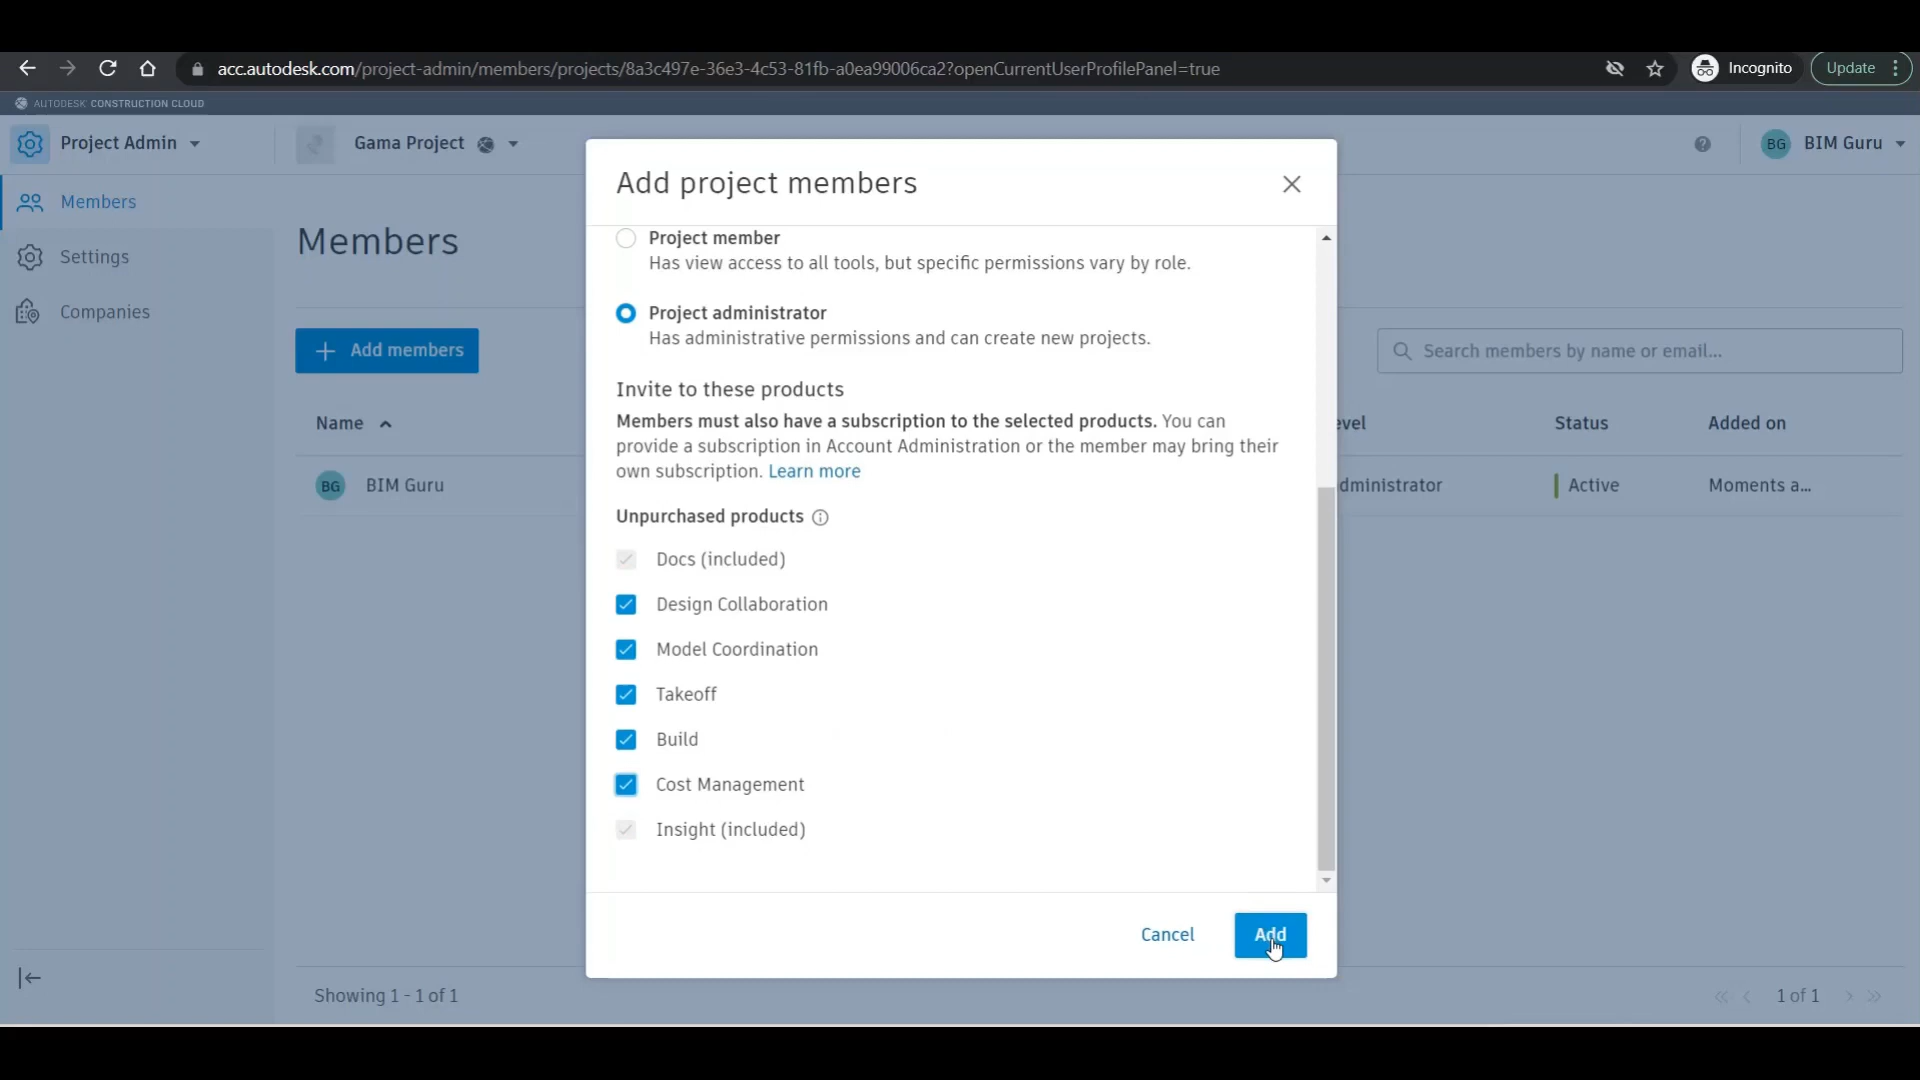 acc.autodesk.com/project-admin/members/projects/8a3c497e-36e3-4c53-81fb-a0ea99006ca2?openCurrentUserProfilePanel=true
Incognito
Update
AUTODESK CONSTRUCTION CLOUD
Project Admin
Gama Project
BG
BIM Guru
Members
Settings
Companies
Members
Add members
Search members by name or email...
Name
evel
Status
Added on
BG
BIM Guru
dministrator
Active
Moments a...
Showing 1 - 1 of 1
1 of 1
Add project members
Project member
Has view access to all tools, but specific permissions vary by role.
Project administrator
Has administrative permissions and can create new projects.
Invite to these products
Members must also have a subscription to the selected products. You can
provide a subscription in Account Administration or the member may bring their
own subscription. Learn more
Unpurchased products
Docs (included)
Design Collaboration
Model Coordination
Takeoff
Build
Cost Management
Insight (included)
Cancel
Add